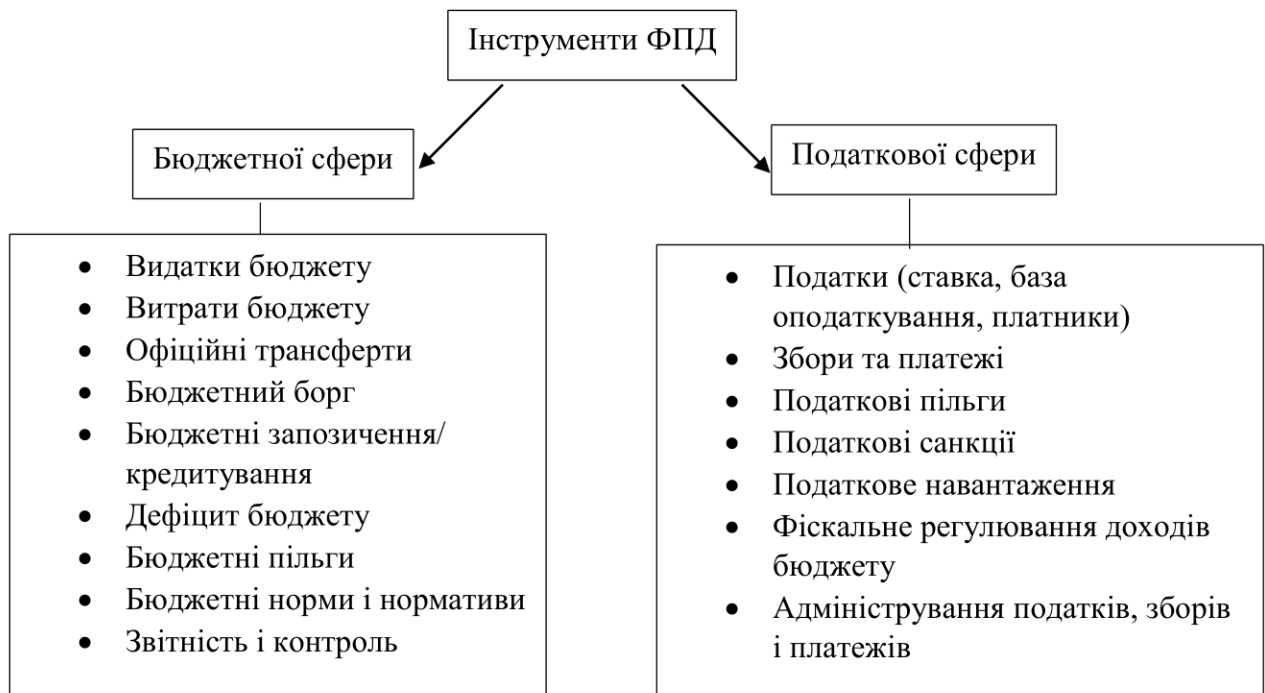 Інструменти ФПД
Бюджетної сфери
Податкової сфери
• Видатки бюджету
• Витрати бюджету
• Офіційні трансферти
• Бюджетний борг
• Бюджетні запозичення/
кредитування
• Дефіцит бюджету
• Бюджетні пільги
• Бюджетні норми і нормативи
• Звітність і контроль
• Податки (ставка, база
оподаткування, платники)
• Збори та платежі
• Податкові пільги
• Податкові санкції
• Податкове навантаження
• Фіскальне регулювання доходів
бюджету
• Адміністрування податків, зборів
і платежів